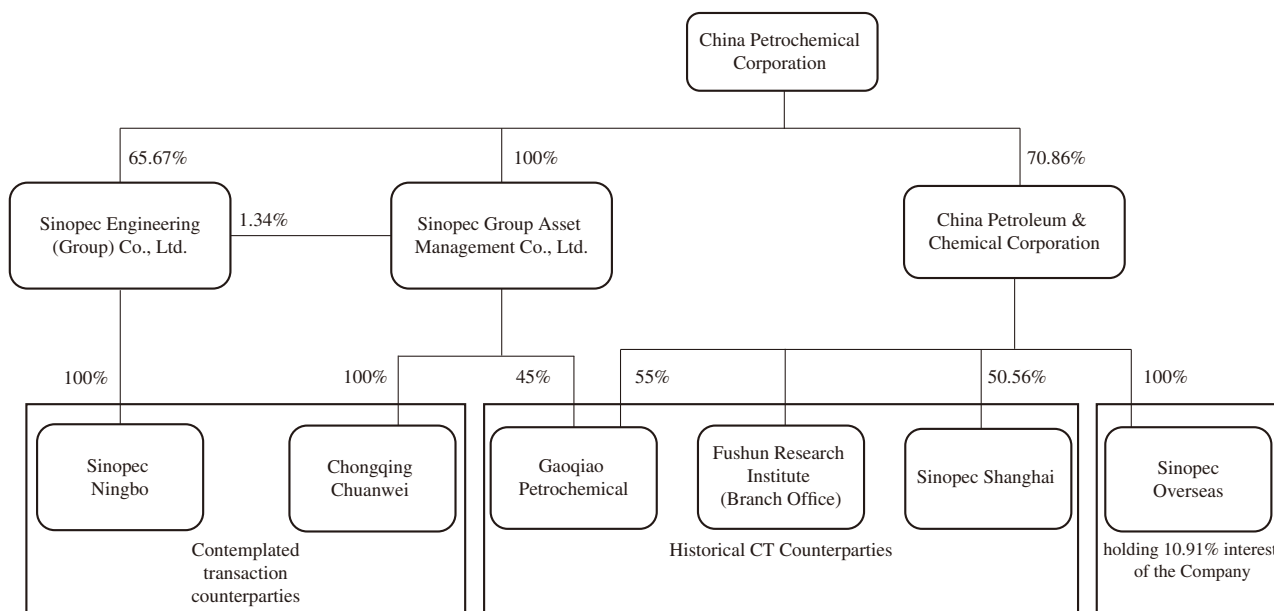 China Petrochemical
Corporation
65.67%
100%
70.86%
Sinopec Engineering
(Group) Co., Ltd.
1.34%
Sinopec Group Asset
Management Co., Ltd.
China Petroleum &
Chemical Corporation
100%
100%
45%
55%
50.56%
100%
Sinopec
Ningbo
Chongqing
Chuanwei
Gaoqiao
Petrochemical
Fushun Research
Institute
(Branch Office)
Sinopec Shanghai
Sinopec
Overseas
Contemplated
transaction
counterparties
Historical CT Counterparties
holding 10.91% interest
of the Company